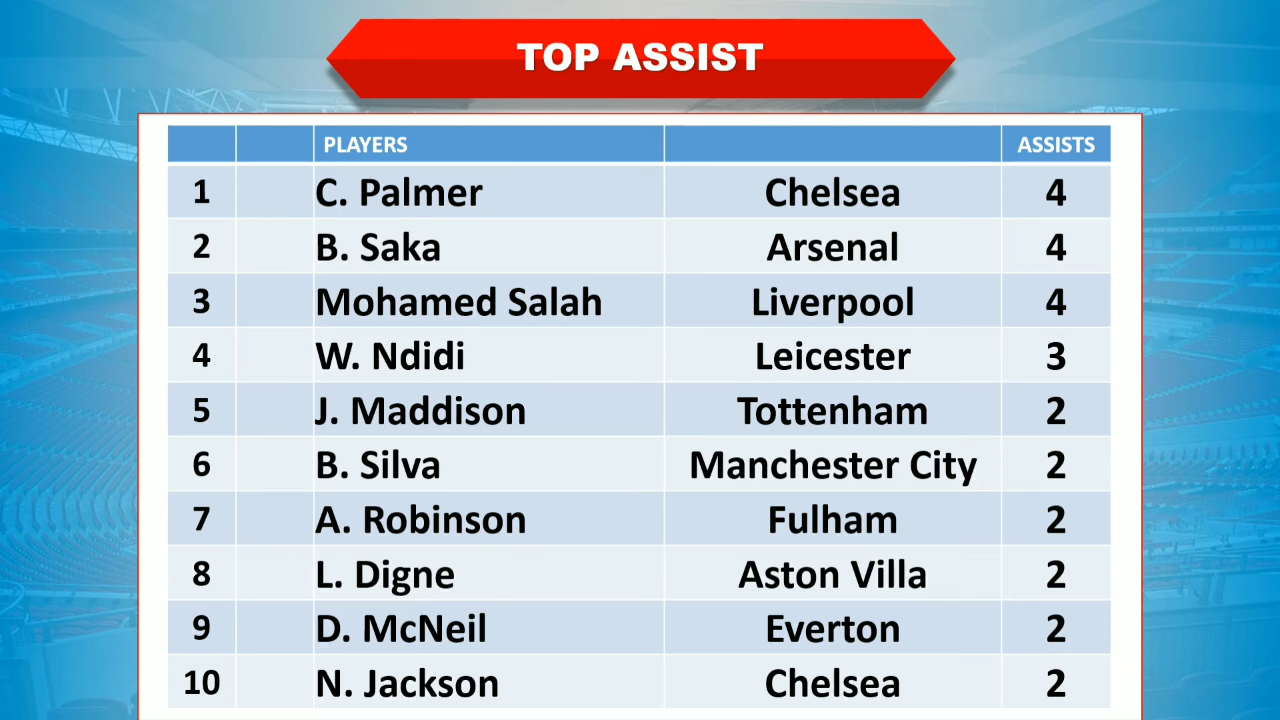 TOP ASSIST
PLAYERS ASSISTS
1 C. Palmer Chelsea 4
2 B. Saka Arsenal 4
3 Mohamed Salah Liverpool 4
4 W. Ndidi Leicester 3
5 J. Maddison Tottenham 2
6 B. Silva Manchester City 2
7 A. Robinson Fulham 2
8 L. Digne Aston Villa 2
9 D. McNeil Everton 2
10 N. Jackson Chelsea 2